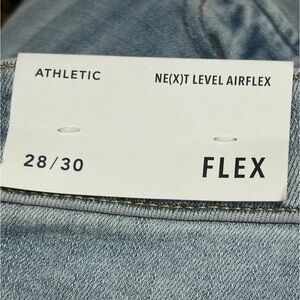 ATHLETIC NE(X)T LEVEL AIRFLEX
28/30 FLEX